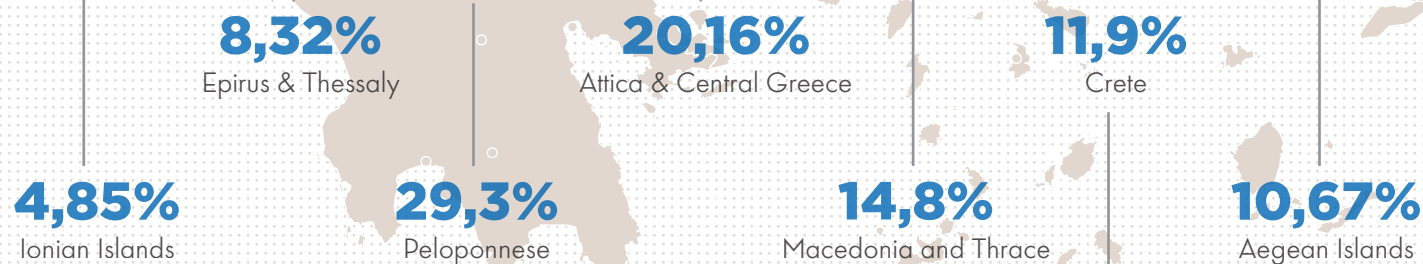 8,32%
Epirus & Thessaly
20,16%
Attica & Central Greece
11,9%
Crete
4,85%
Ionian Islands
29,3%
Peloponnese
14,8%
Macedonia and Thrace
10,67%
Aegean Islands